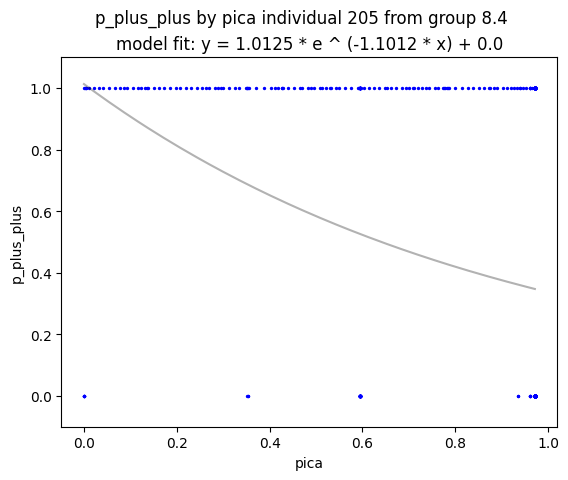 p_plus_plus by pica individual 205 from group 8.4
model fit: y = 1.0125 * e ^ (-1.1012 * x) + 0.0
1.0
0.8
0.6
0.4
0.2
0.0
p_plus_plus
0.0 0.2 0.4 0.6 0.8 1.0
pica